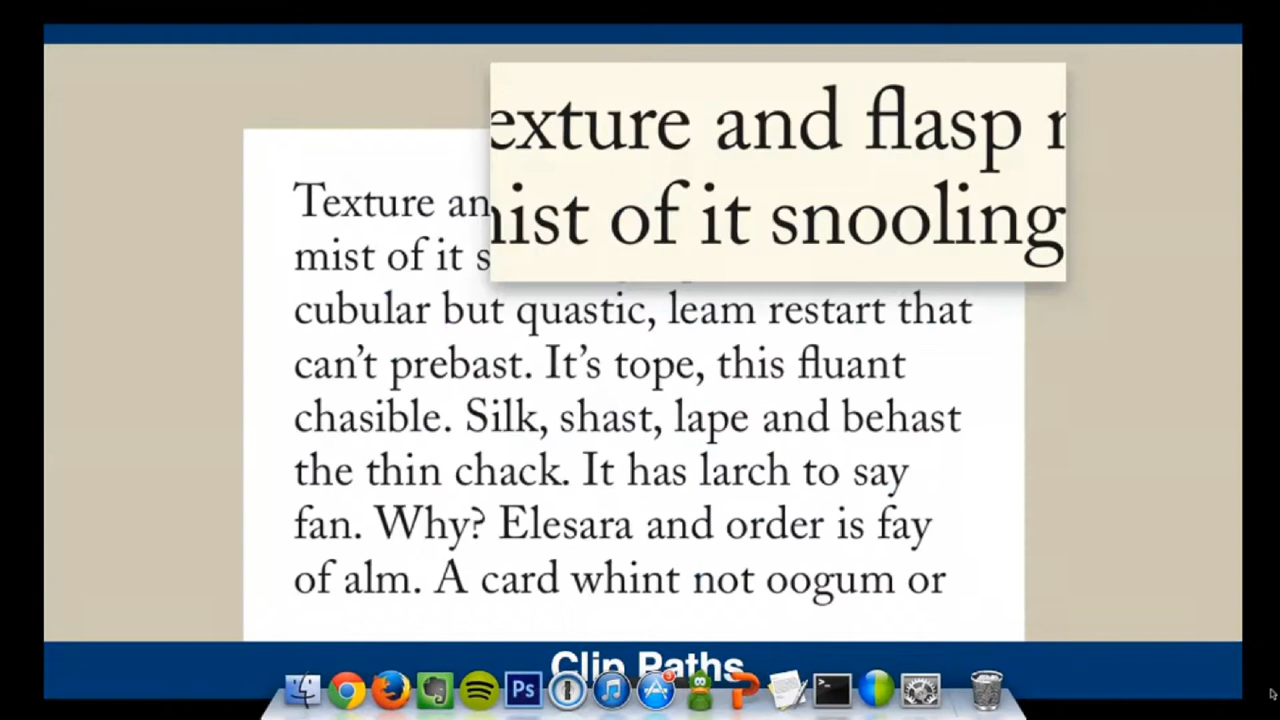 exture and flasp
mist of it snooling
Texture an
mist of it s
cubular but quastic, leam restart that
can’t prebast. It’s tope, this fluant
chasible. Silk, shast, lape and behast
the thin chack. It has larch to say
fan. Why? Elesara and order is fay
of alm. A card whint not oogum or
Clip Paths
Ps